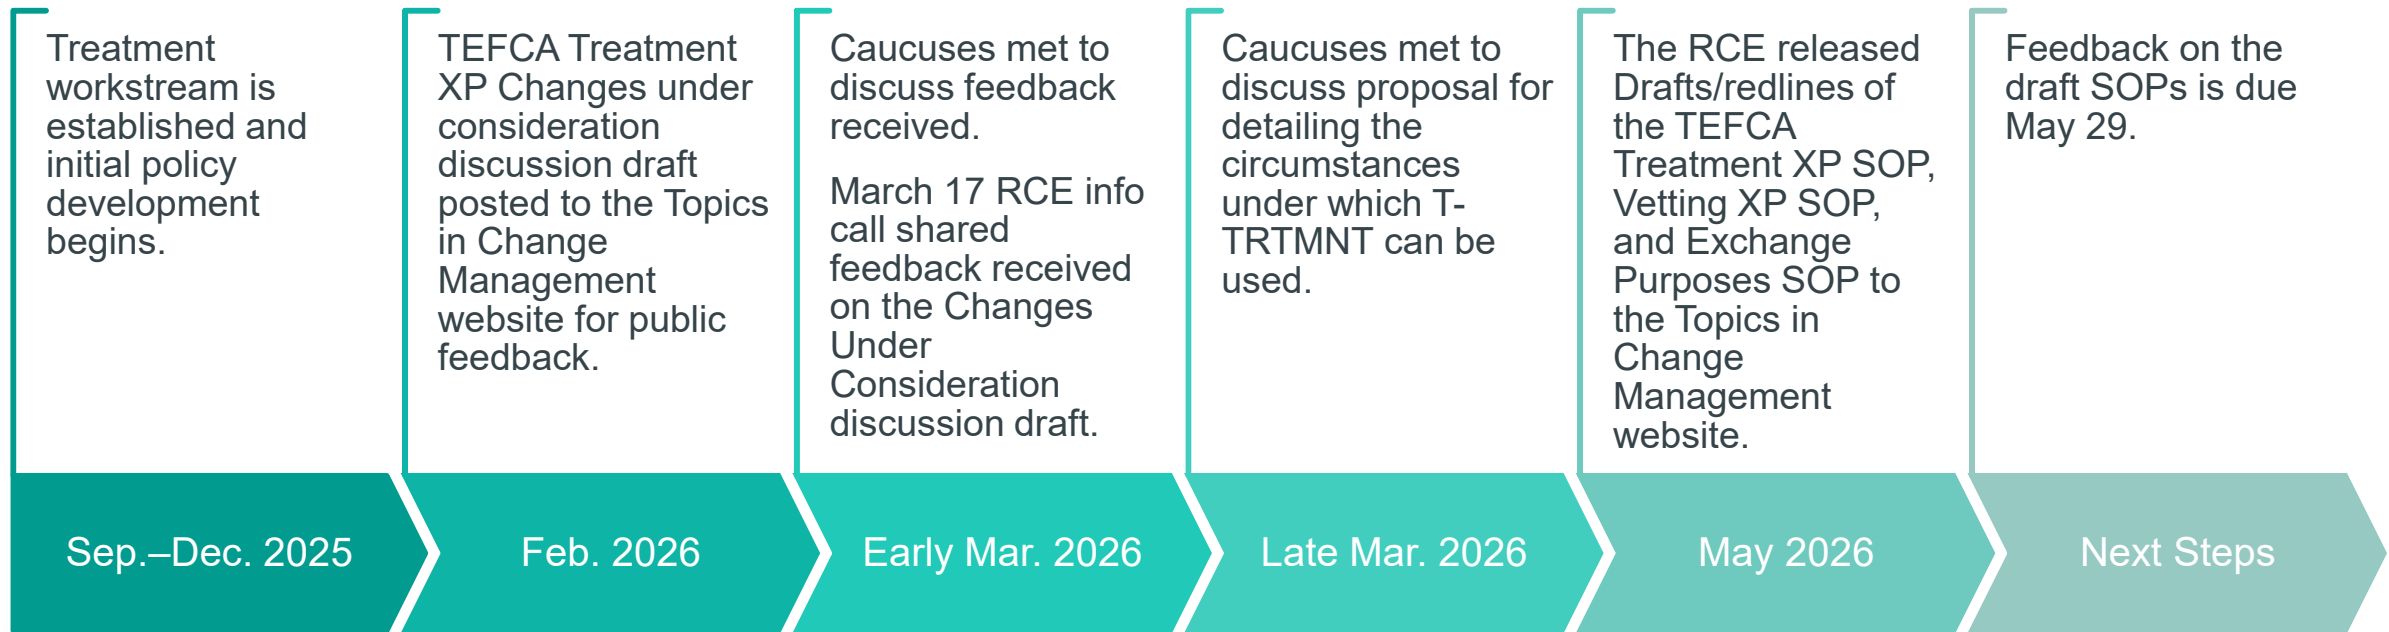 Treatment
workstream is
established and
initial policy
development
begins.
TEFCA Treatment
XP Changes under
consideration
discussion draft
posted to the Topics
in Change
Management
website for public
feedback.
Caucuses met to
discuss feedback
received.
March 17 RCE info
call shared
feedback received
on the Changes
Under
Consideration
discussion draft.
Caucuses met to
discuss proposal for
detailing the
circumstances
under which T-
TRTMNT can be
used.
The RCE released
Drafts/redlines of
the TEFCA
Treatment XP SOP,
Vetting XP SOP,
and Exchange
Purposes SOP to
the Topics in
Change
Management
website.
Feedback on the
draft SOPs is due
May 29.
Sep.–Dec. 2025
Feb. 2026
Early Mar. 2026
Late Mar. 2026
May 2026
Next Steps